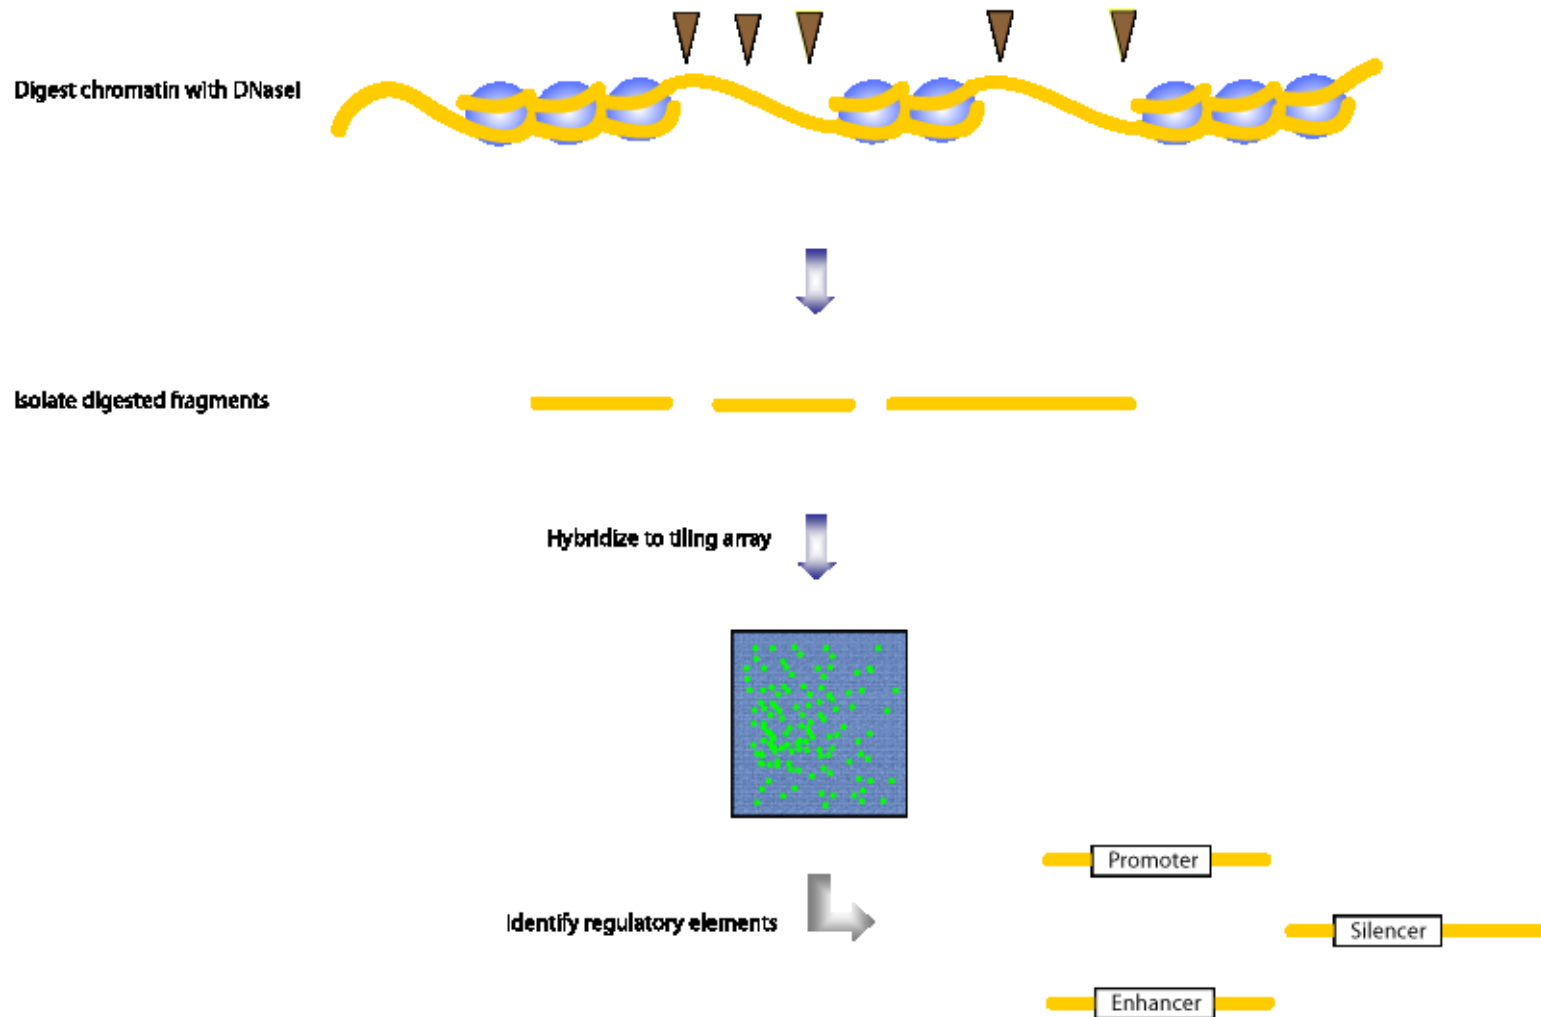 Digest chromatin with DNaseI
Isolate digested fragments
Hybridize to tiling array
Promoter
Identify regulatory elements
Silencer
Enhancer